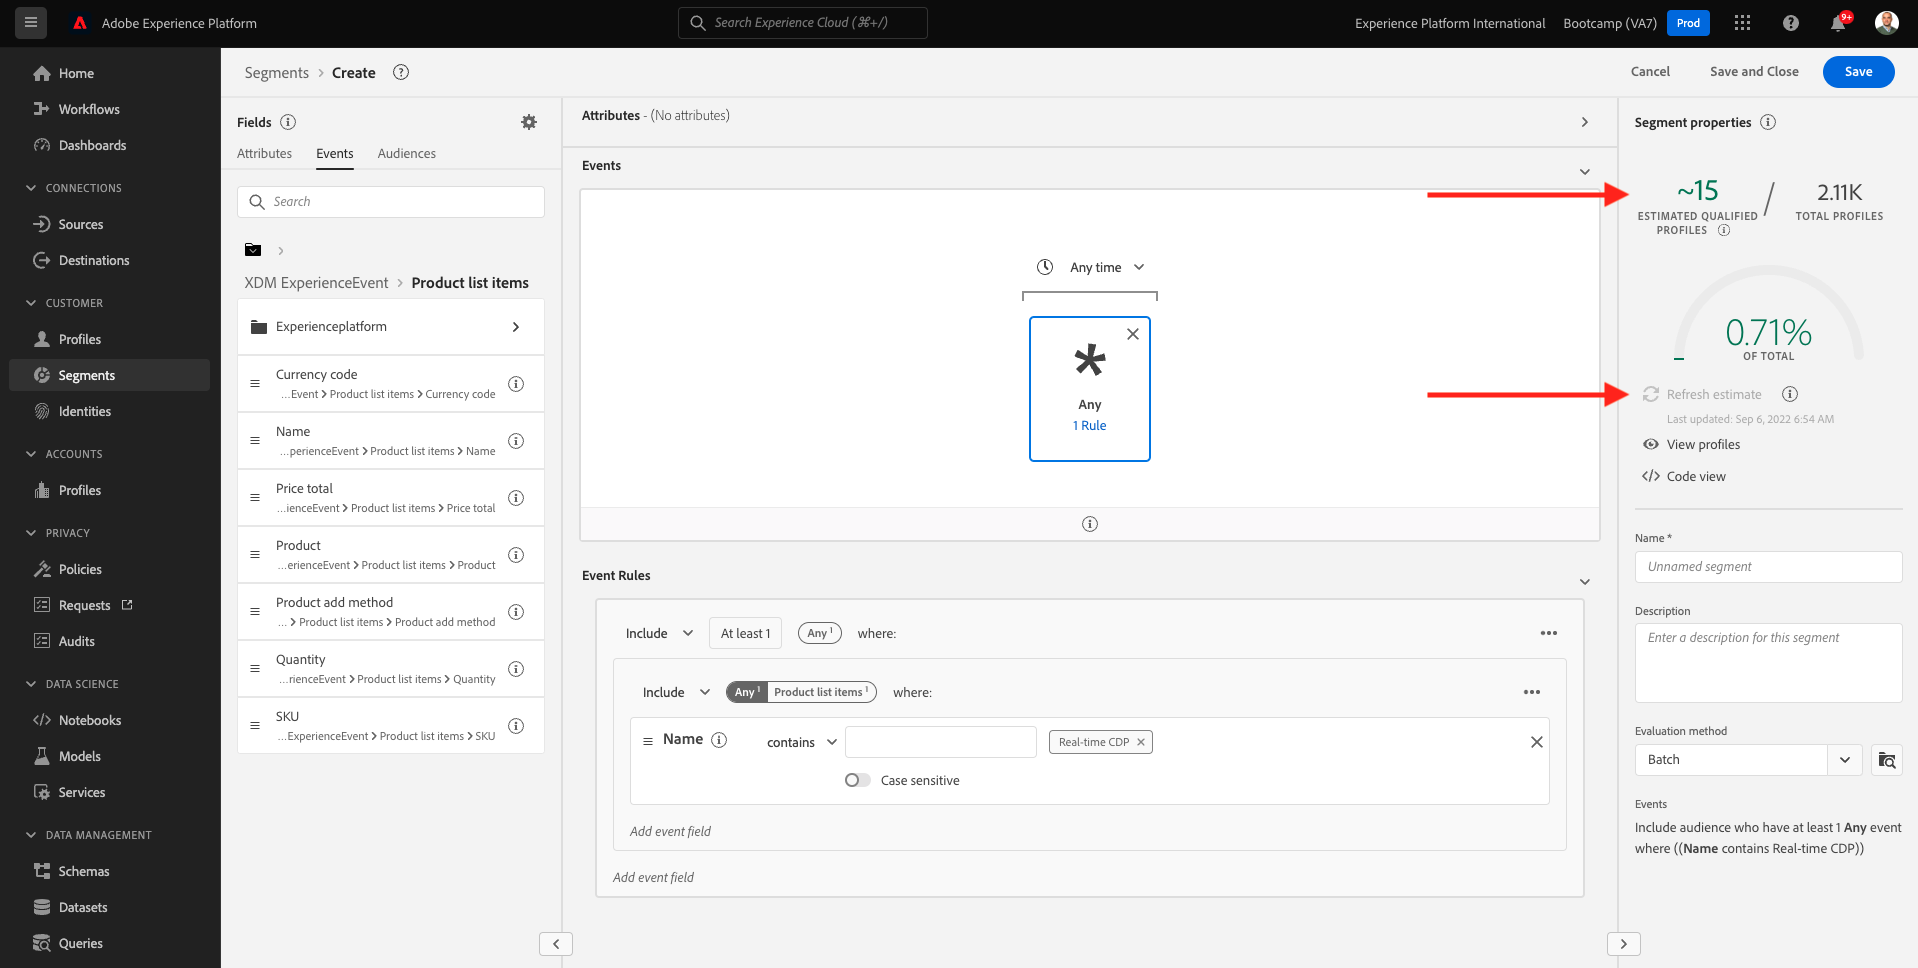 Adobe Experience Platform
Search Experience Cloud (⌘+/)
Experience Platform International
Bootcamp (VA7)
Prod
9+
Home
Workflows
Dashboards
CONNECTIONS
Sources
Destinations
CUSTOMER
Profiles
Segments
Identities
ACCOUNTS
Profiles
PRIVACY
Policies
Requests
Audits
DATA SCIENCE
Notebooks
Models
Services
DATA MANAGEMENT
Schemas
Datasets
Queries
Segments > Create
Cancel
Save and Close
Save
Fields
Attributes
Events
Audiences
Search
XDM ExperienceEvent > Product list items
Experienceplatform
Currency code
...Event > Product list items > Currency code
Name
...perienceEvent > Product list items > Name
Price total
...ienceEvent > Product list items > Price total
Product
...erienceEvent > Product list items > Product
Product add method
... > Product list items > Product add method
Quantity
...rienceEvent > Product list items > Quantity
SKU
...ExperienceEvent > Product list items > SKU
Attributes - (No attributes)
Events
Any time
Any
1 Rule
Event Rules
Include
At least 1
Any 1
where:
Include
Any 1 Product list items 1
where:
Name
contains
Real-time CDP
Case sensitive
Add event field
Add event field
Segment properties
~15 / 2.11K
ESTIMATED QUALIFIED PROFILES
TOTAL PROFILES
0.71%
OF TOTAL
Refresh estimate
Last updated: Sep 6, 2022 6:54 AM
View profiles
</> Code view
Name *
Unnamed segment
Description
Enter a description for this segment
Evaluation method
Batch
Events
Include audience who have at least 1 Any event
where ((Name contains Real-time CDP))